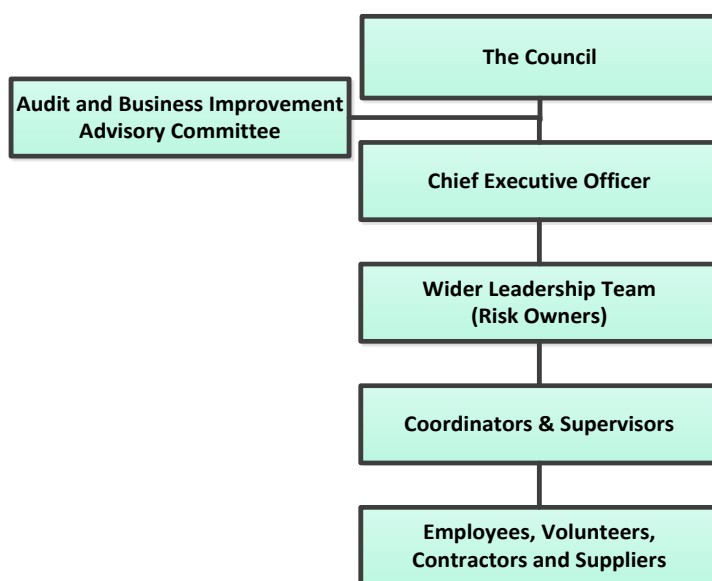 The Council
Audit and Business Improvement
Advisory Committee
Chief Executive Officer
Wider Leadership Team
(Risk Owners)
Coordinators & Supervisors
Employees, Volunteers,
Contractors and Suppliers